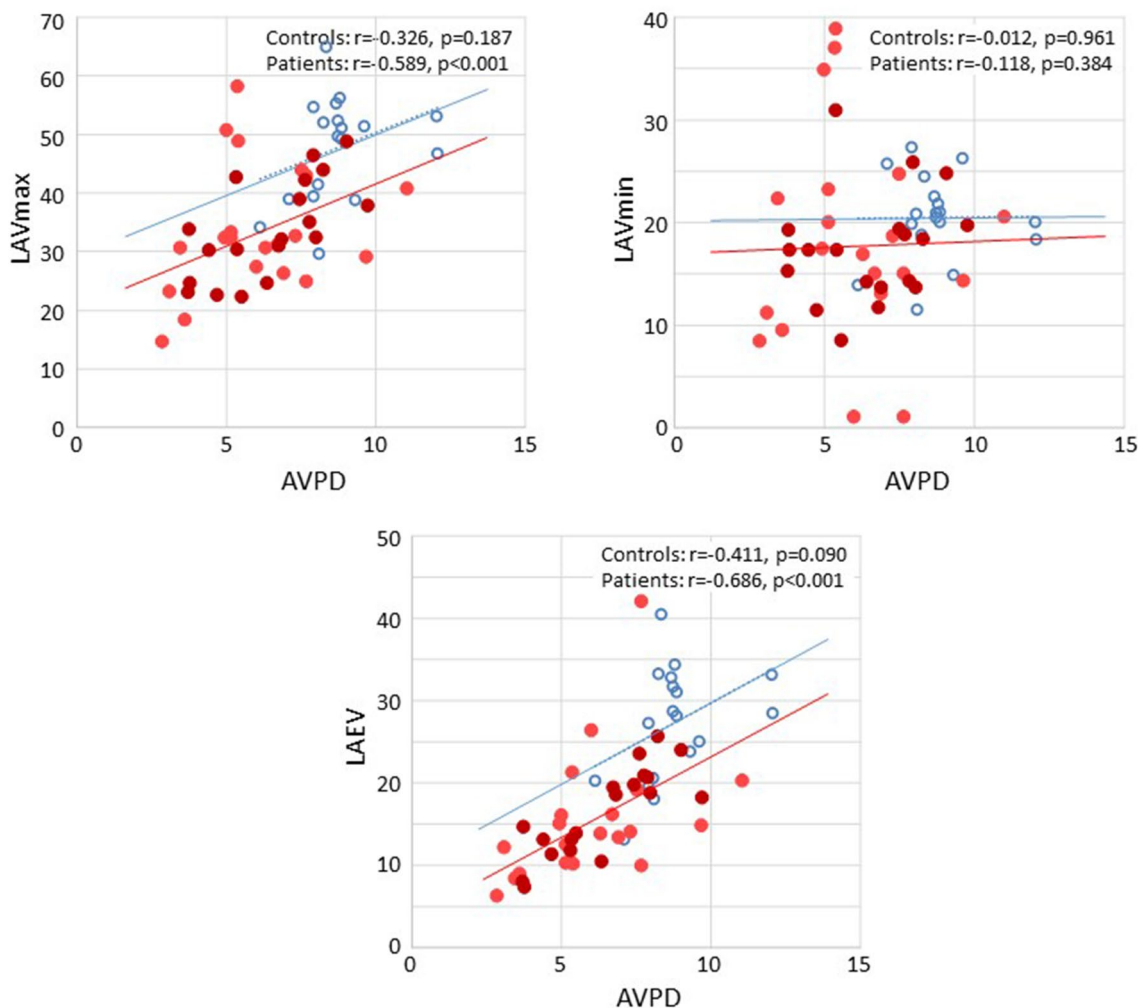 70
60
50
40
30
20
10
0
LAVmax
Controls: r=-0.326, p=0.187
Patients: r=-0.589, p<0.001
0 5 10 15
AVPD
40
30
20
10
0
LAVmin
Controls: r=-0.012, p=0.961
Patients: r=-0.118, p=0.384
0 5 10 15
AVPD
50
40
30
20
10
0
LAEV
Controls: r=-0.411, p=0.090
Patients: r=-0.686, p<0.001
0 5 10 15
AVPD